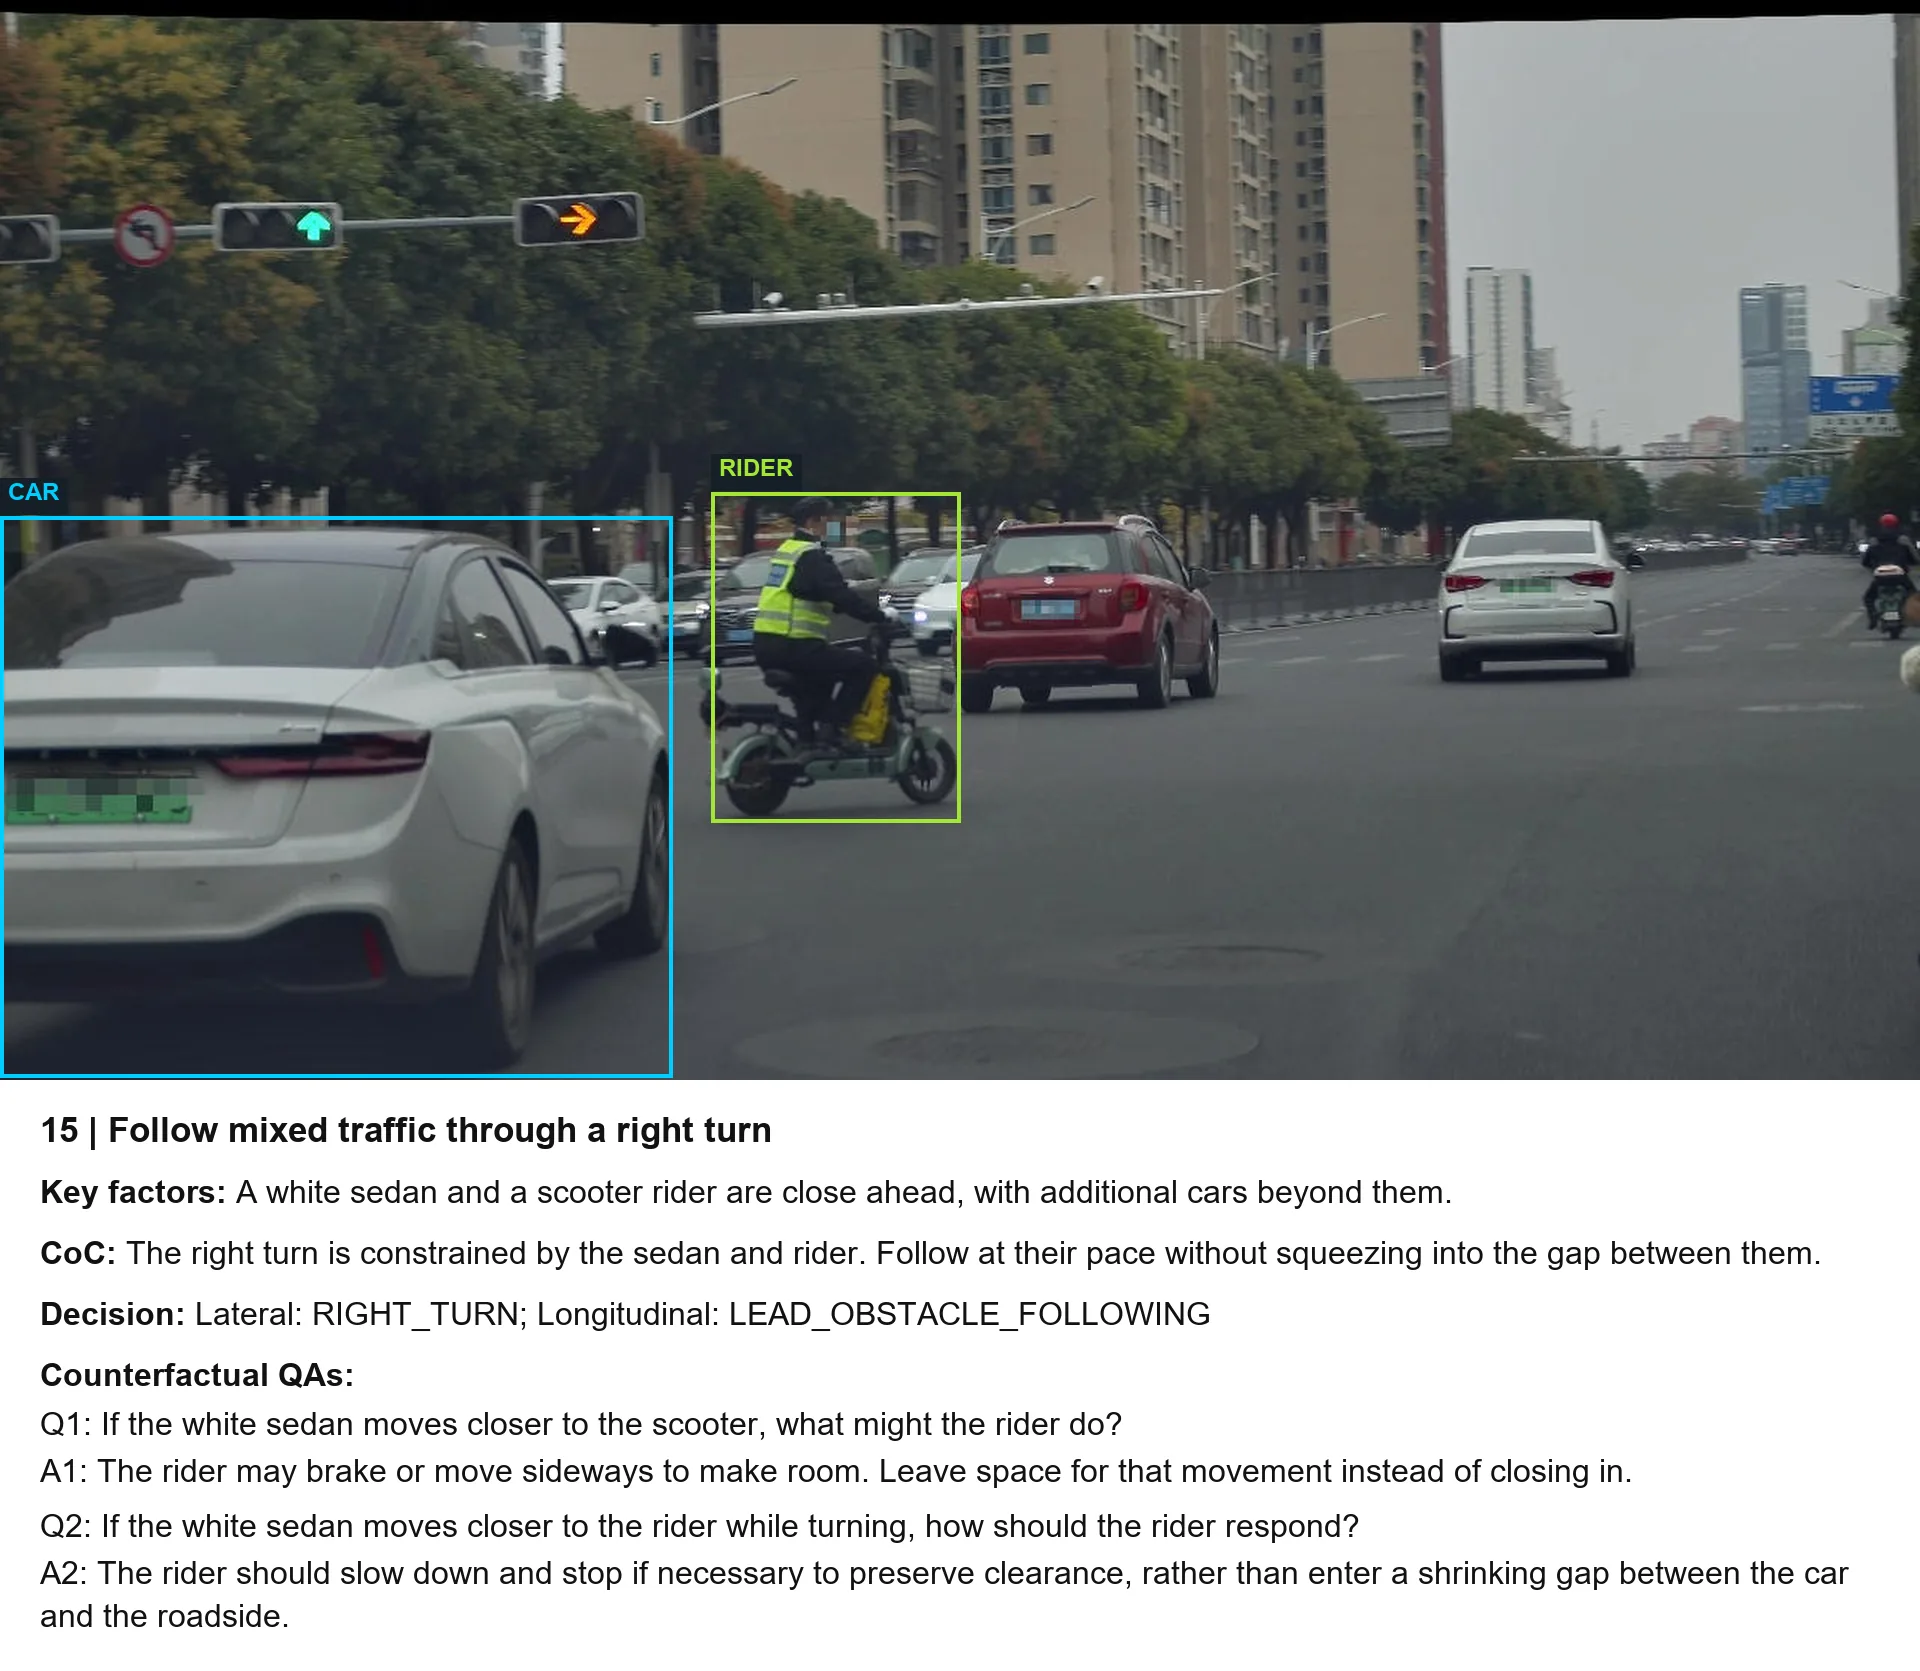 RIDER
CAR
15 | Follow mixed traffic through a right turn
Key factors: A white sedan and a scooter rider are close ahead, with additional cars beyond them.
CoC: The right turn is constrained by the sedan and rider. Follow at their pace without squeezing into the gap between them.
Decision: Lateral: RIGHT_TURN; Longitudinal: LEAD_OBSTACLE_FOLLOWING
Counterfactual QAs:
Q1: If the white sedan moves closer to the scooter, what might the rider do?
A1: The rider may brake or move sideways to make room. Leave space for that movement instead of closing in.
Q2: If the white sedan moves closer to the rider while turning, how should the rider respond?
A2: The rider should slow down and stop if necessary to preserve clearance, rather than enter a shrinking gap between the car
and the roadside.